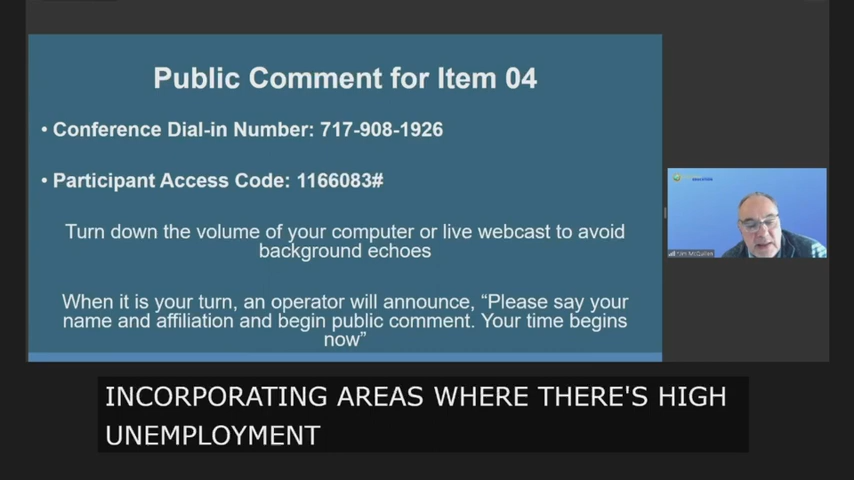 Public Comment for Item 04
• Conference Dial-in Number: 717-908-1926
• Participant Access Code: 1166083#
Turn down the volume of your computer or live webcast to avoid
background echoes
When it is your turn, an operator will announce, “Please say your
name and affiliation and begin public comment. Your time begins
now”
INCORPORATING AREAS WHERE THERE'S HIGH
UNEMPLOYMENT